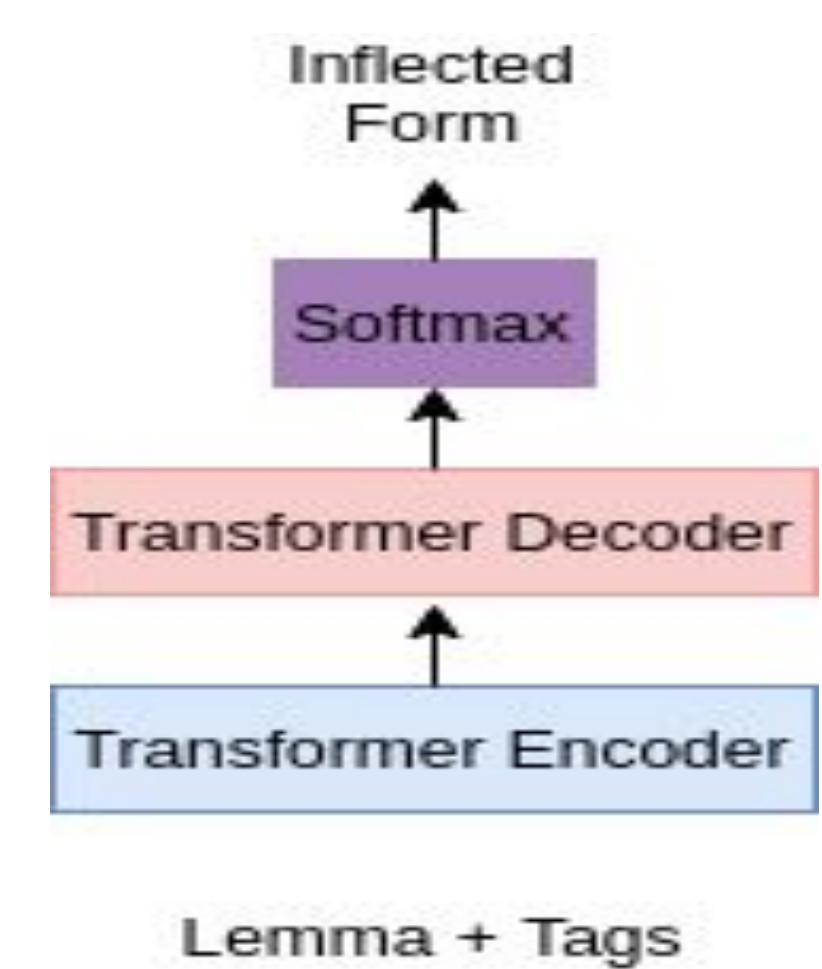 Inflected
Form
Softmax
Transformer Decoder
Transformer Encoder
Lemma + Tags